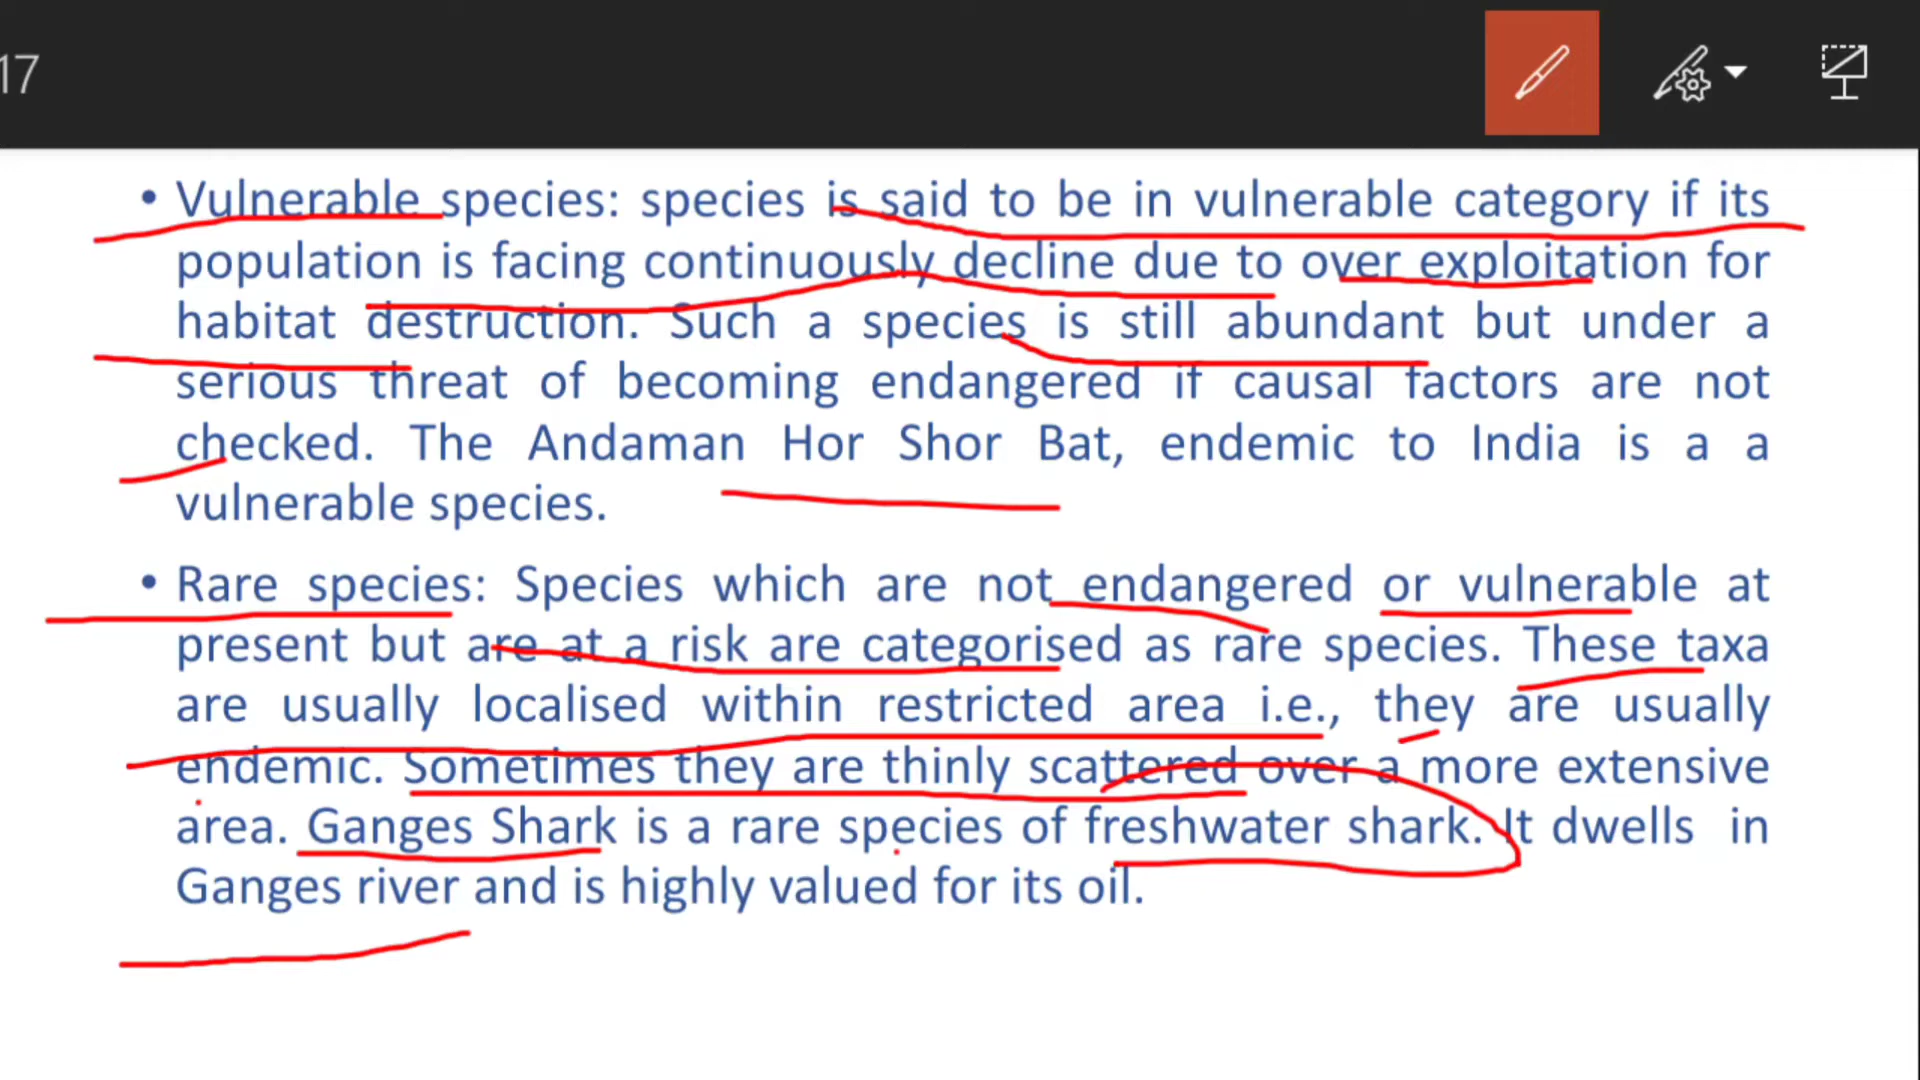 17
• Vulnerable species: species is said to be in vulnerable category if its
population is facing continuously decline due to over exploitation for
habitat destruction. Such a species is still abundant but under a
serious threat of becoming endangered if causal factors are not
checked. The Andaman Hor Shor Bat, endemic to India is a a
vulnerable species.
• Rare species: Species which are not endangered or vulnerable at
present but are at a risk are categorised as rare species. These taxa
are usually localised within restricted area i.e., they are usually
endemic. Sometimes they are thinly scattered over a more extensive
area. Ganges Shark is a rare species of freshwater shark. It dwells in
Ganges river and is highly valued for its oil.